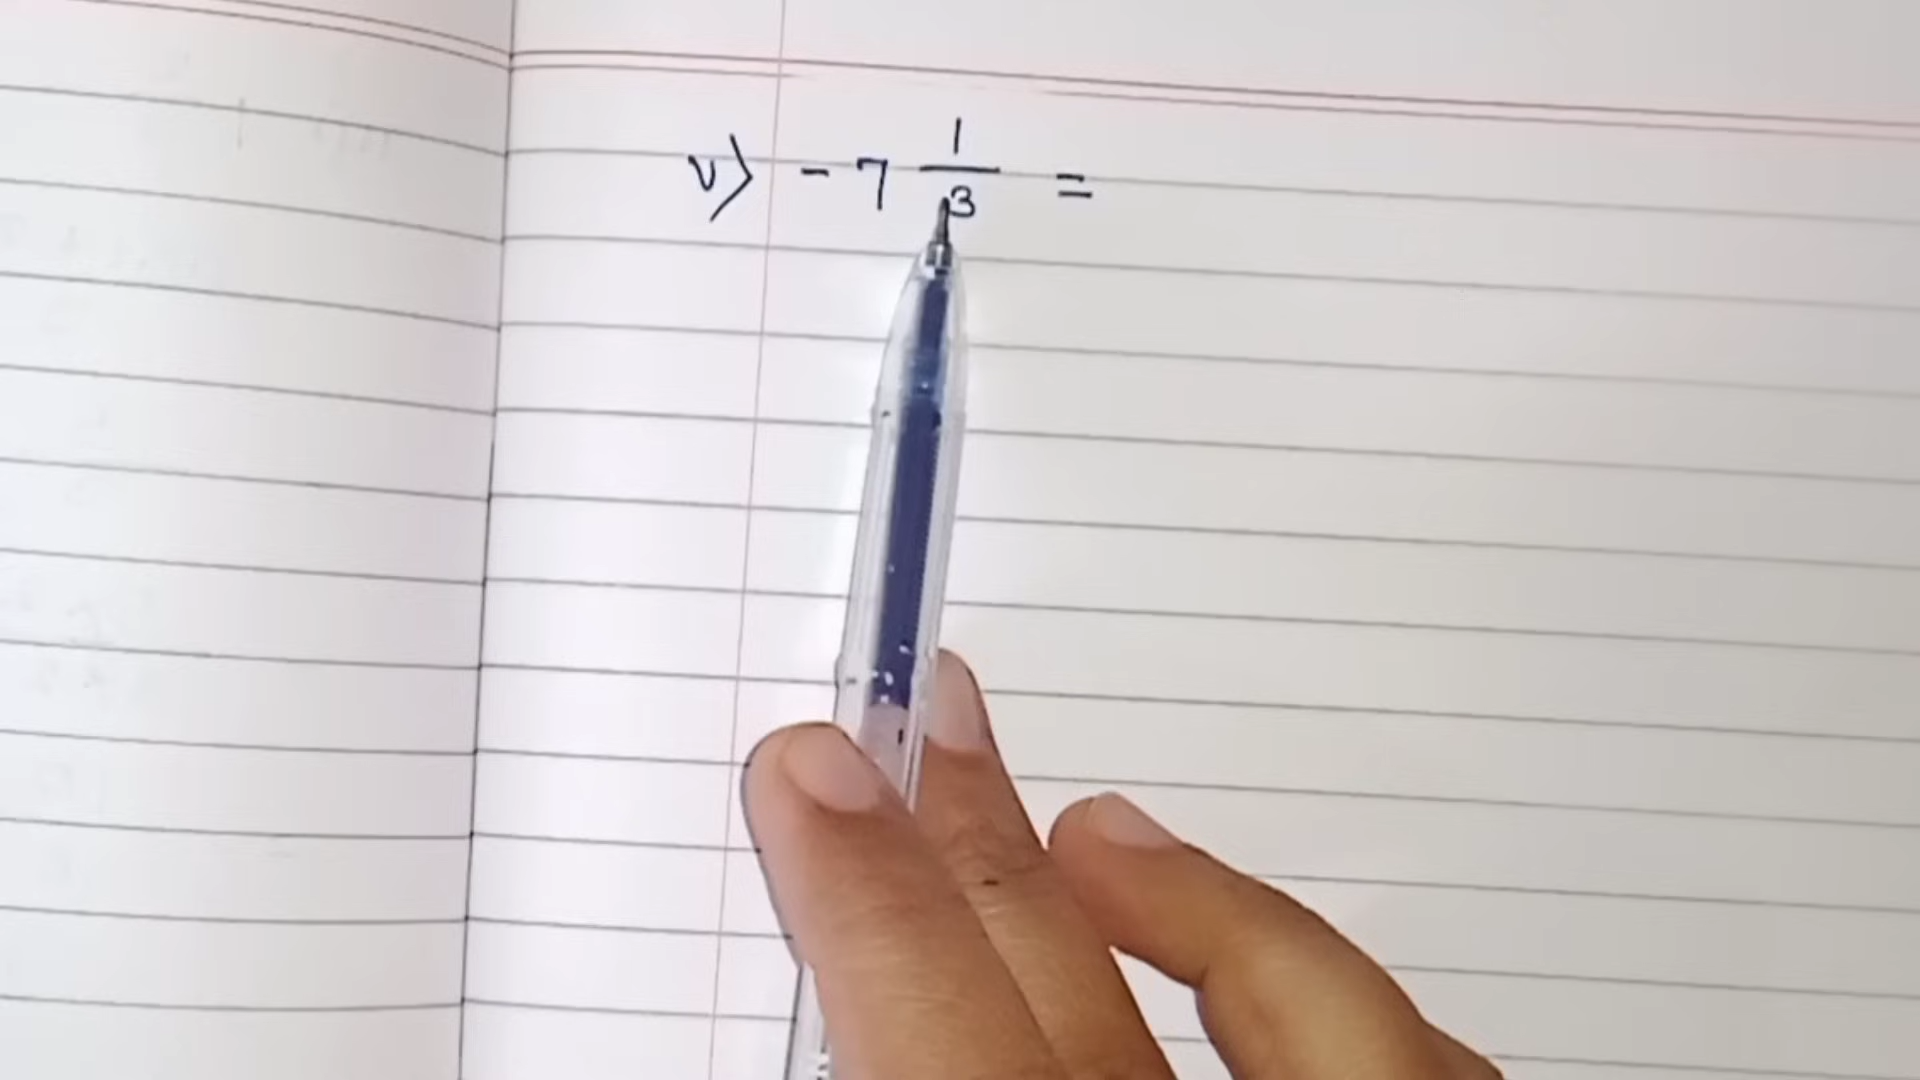 v) - 7 1/3 =